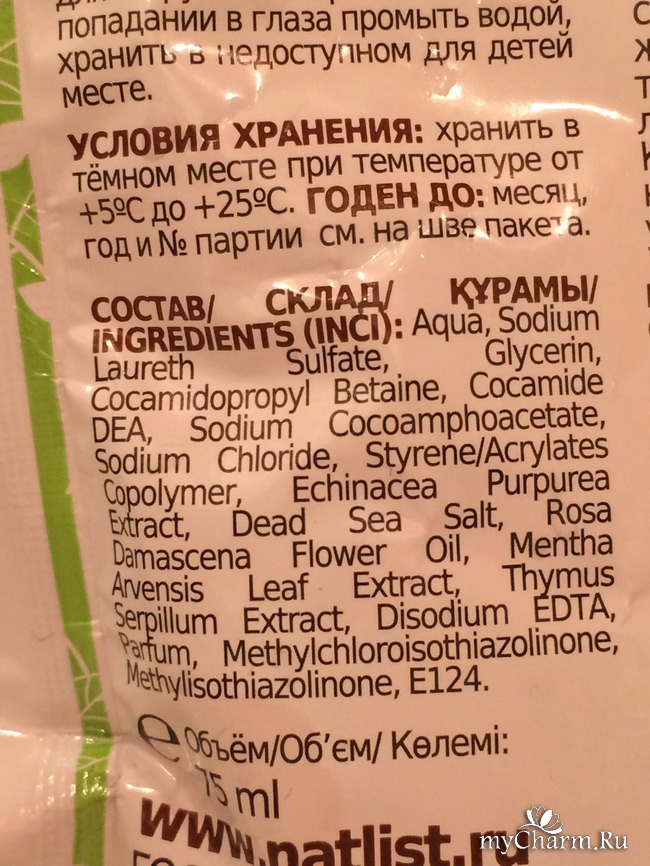 попадании в глаза промыть водой,
хранить в недоступном для детей
месте.
УСЛОВИЯ ХРАНЕНИЯ: хранить в
тёмном месте при температуре от
+5ºС до +25ºС. ГОДЕН ДО: месяц,
год и № партии см. на шве пакета.
СОСТАВ/ СКЛАД/ ҚҰРАМЫ/
INGREDIENTS (INCI): Aqua, Sodium
Laureth Sulfate, Glycerin,
Cocamidopropyl Betaine, Cocamide
DEA, Sodium Cocoamphoacetate,
Sodium Chloride, Styrene/Acrylates
Copolymer, Echinacea Purpurea
Extract, Dead Sea Salt, Rosa
Damascena Flower Oil, Mentha
Arvensis Leaf Extract, Thymus
Serpillum Extract, Disodium EDTA,
Parfum, Methylchloroisothiazolinone,
Methylisothiazolinone, E124.
e Объём/Об’єм/ Көлемі:
75 ml
www.natlist.ru
myCharm.Ru